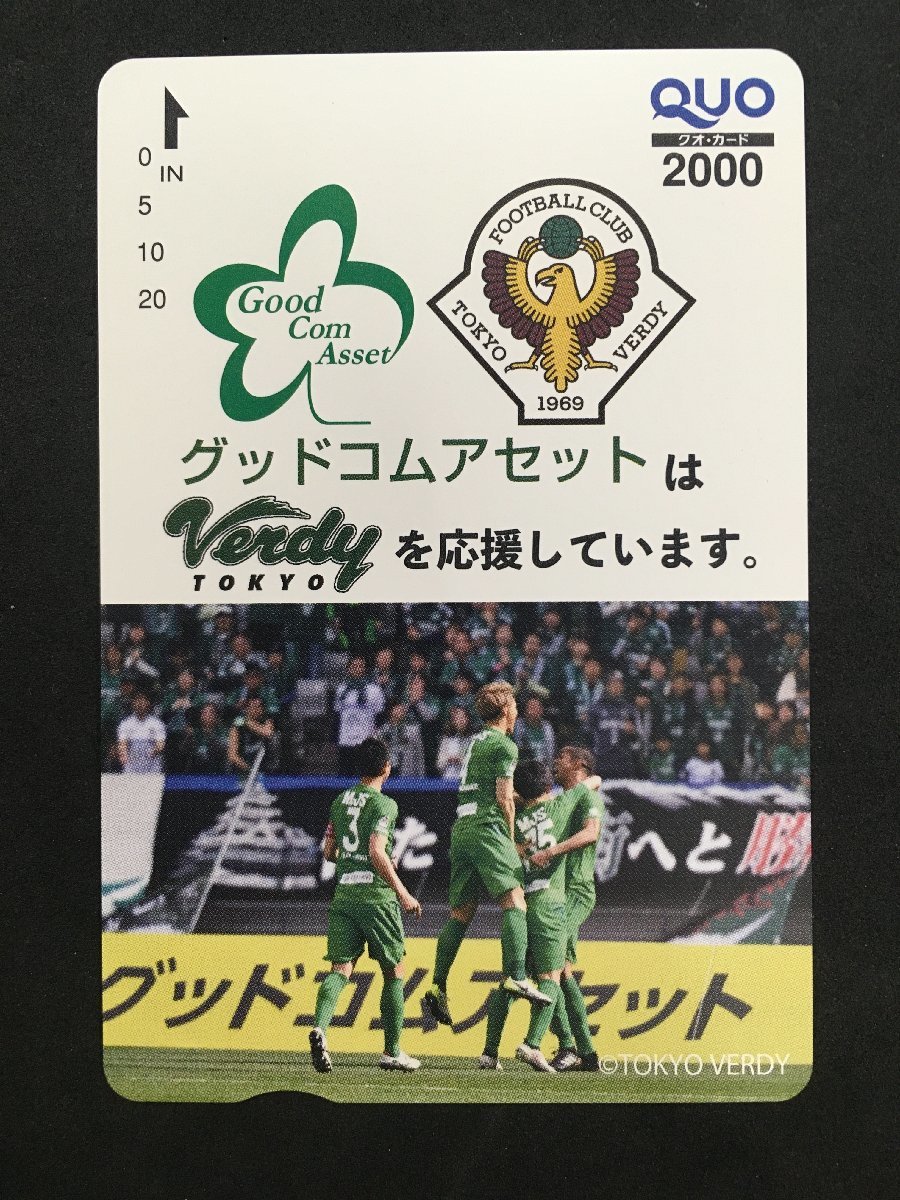 QUO
クオ・カード
2000
0
IN
5
10
20
Good
Com
Asset
FOOTBALL CLUB
TOKYO VERDY
1969
グッドコムアセットは
Verdy を応援しています。
TOKYO
MJS
3
MJS
25
へと
グッドコムアセット
©TOKYO VERDY